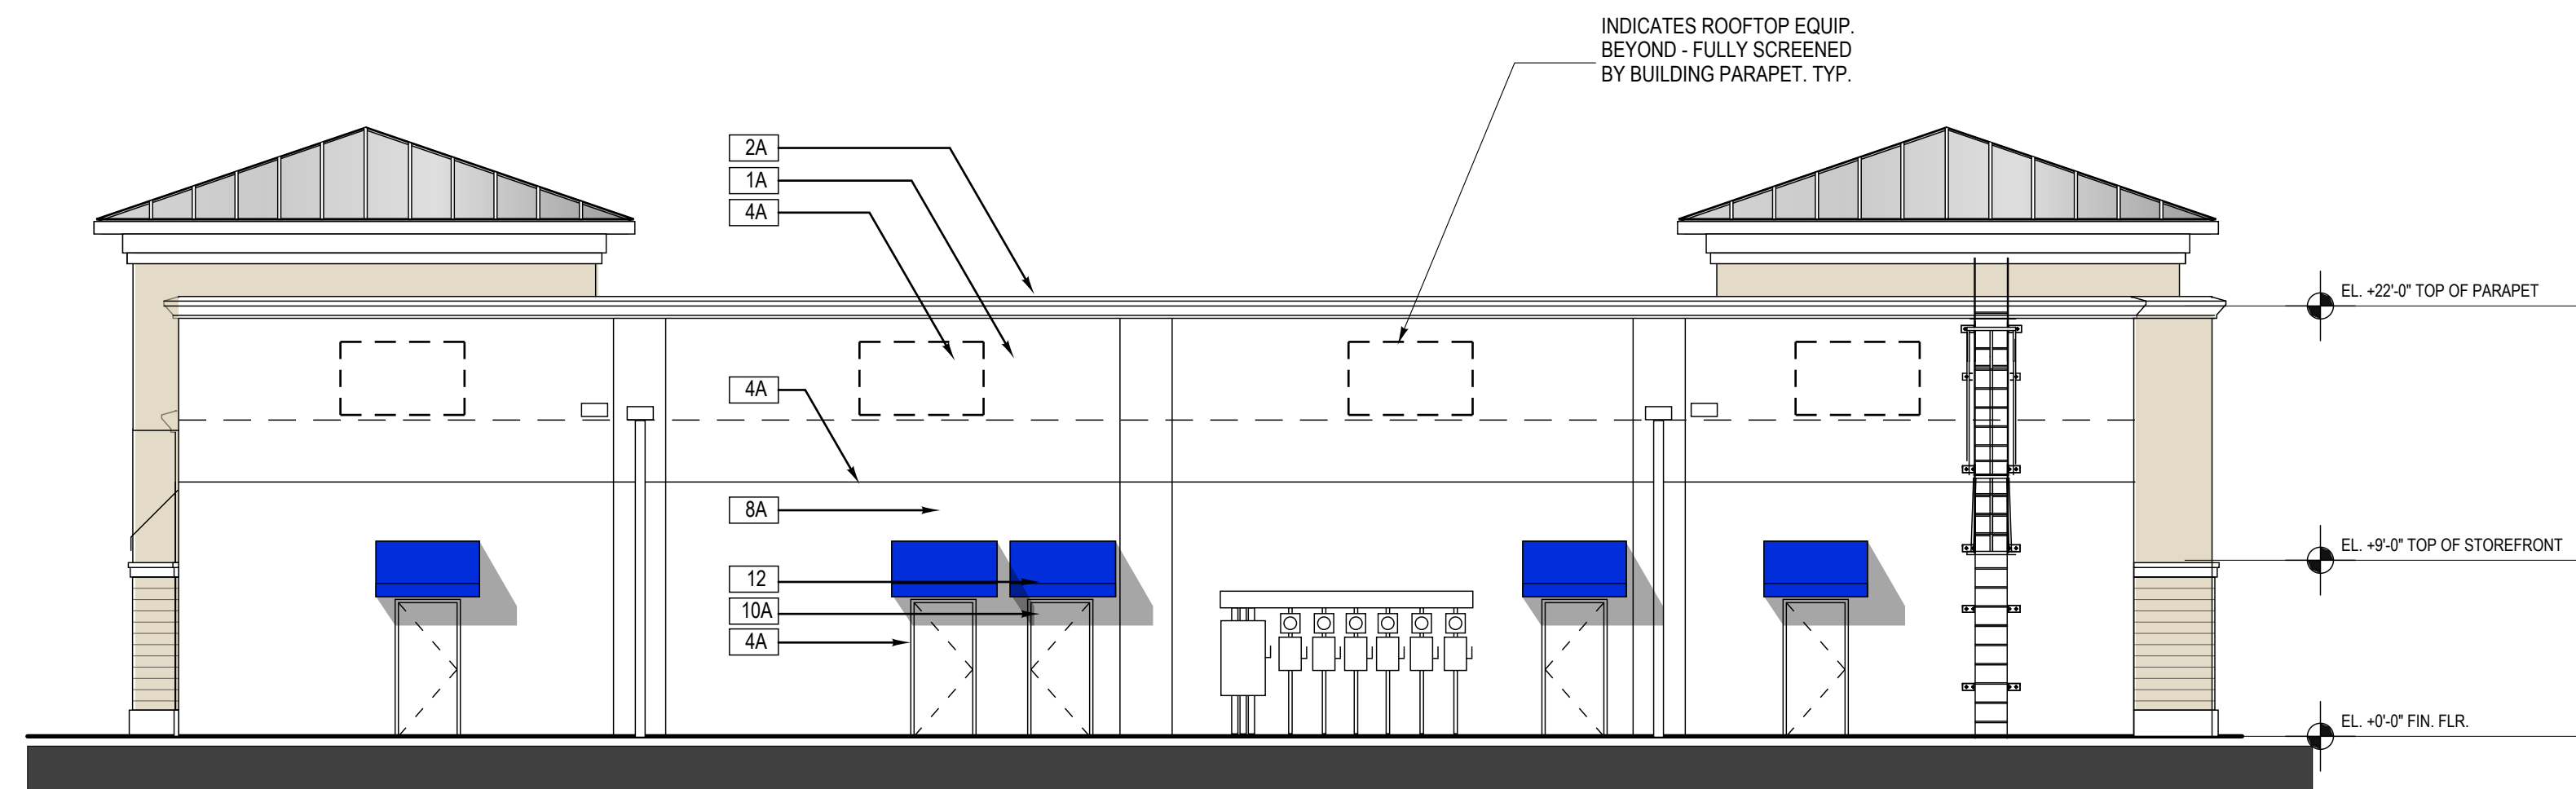 INDICATES ROOFTOP EQUIP.
BEYOND - FULLY SCREENED
BY BUILDING PARAPET. TYP.
2A
1A
4A
EL. +22'-0" TOP OF PARAPET
4A
8A
EL. +9'-0" TOP OF STOREFRONT
12
10A
4A
EL. +0'-0" FIN. FLR.